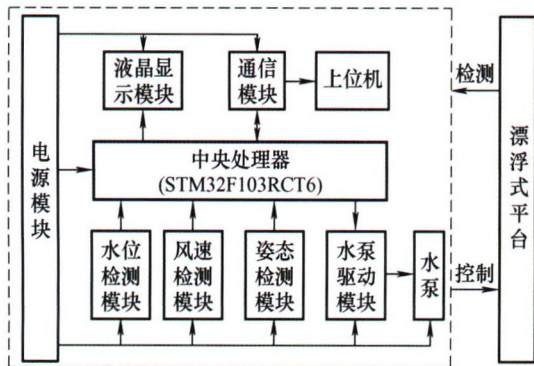 液晶显
示模块
通信
模块
上位机
检测
电源模块
中央处理器
(STM32F103RCT6)
漂浮式平台
水位
检测
模块
风速
检测
模块
姿态
检测
模块
水泵
驱动
模块
水泵
控制